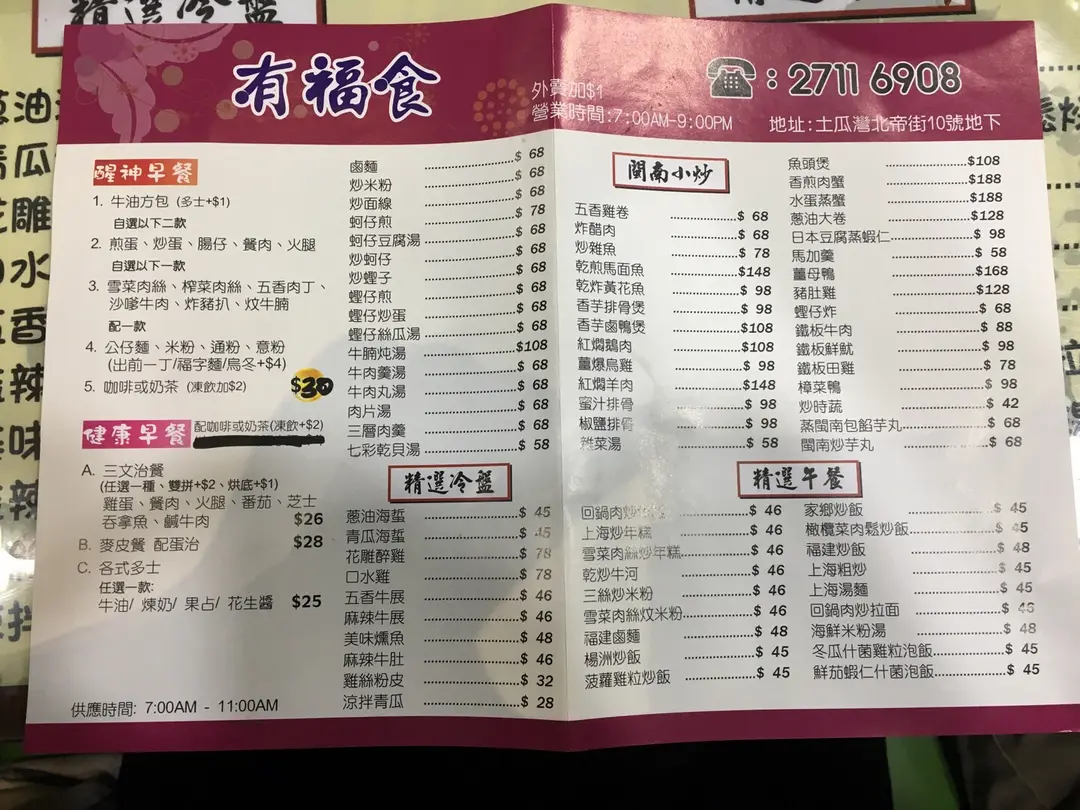 有福食
外賣加$1
營業時間:7:00AM-9:00PM
☎:2711 6908
地址:土瓜灣北帝街10號地下
醒神早餐
1. 牛油方包 (多士+$1)
自選以下二款
2. 煎蛋、炒蛋、腸仔、餐肉、火腿
自選以下一款
3. 雪菜肉絲、榨菜肉絲、五香肉丁、
沙嗲牛肉、炸豬扒、炆牛腩
配一款
4. 公仔麵、米粉、通粉、意粉
(出前一丁/福字麵/烏冬+$4)
5. 咖啡或奶茶 (凍飲加$2) $30
健康早餐 配咖啡或奶茶(凍飲+$2)
A. 三文治餐
(任選一種、雙拼+$2、烘底+$1)
雞蛋、餐肉、火腿、番茄、芝士
吞拿魚、鹹牛肉 $26
B. 麥皮餐 配蛋治 $28
C. 各式多士
任選一款:
牛油/ 煉奶/ 果占/ 花生醬 $25
供應時間: 7:00AM - 11:00AM
鹵麵 $ 68
炒米粉 $ 68
炒面線 $ 68
蚵仔煎 $ 78
蚵仔豆腐湯 $ 68
炒蚵仔 $ 68
炒蟶子 $ 68
蟶仔煎 $ 68
蟶仔炒蛋 $ 68
蟶仔絲瓜湯 $ 68
牛腩炖湯 $108
牛肉羹湯 $ 68
牛肉丸湯 $ 68
肉片湯 $ 68
三層肉羹 $ 68
七彩乾貝湯 $ 58
精選冷盤
蔥油海蜇 $ 45
青瓜海蜇 $ 45
花雕醉雞 $ 78
口水雞 $ 78
五香牛展 $ 46
麻辣牛展 $ 46
美味燻魚 $ 48
麻辣牛肚 $ 46
雞絲粉皮 $ 32
涼拌青瓜 $ 28
閩南小炒
五香雞卷 $ 68
炸醋肉 $ 68
炒雜魚 $ 78
乾煎馬面魚 $148
乾炸黃花魚 $ 98
香芋排骨煲 $ 98
香芋鹵鴨煲 $108
紅燜鵝肉 $108
薑爆烏雞 $ 98
紅燜羊肉 $148
蜜汁排骨 $ 98
椒鹽排骨 $ 98
雜菜湯 $ 58
魚頭煲 $108
香煎肉蟹 $188
水蛋蒸蟹 $188
蔥油大卷 $128
日本豆腐蒸蝦仁 $ 98
馬加羹 $ 58
薑母鴨 $168
豬肚雞 $128
蟶仔炸 $ 68
鐵板牛肉 $ 88
鐵板鮮魷 $ 98
鐵板田雞 $ 78
樟菜鴨 $ 98
炒時蔬 $ 42
蒸閩南包餡芋丸 $ 68
閩南炒芋丸 $ 68
精選午餐
回鍋肉炒 $ 46
上海炒年糕 $ 46
雪菜肉絲炒年糕 $ 46
乾炒牛河 $ 46
三絲炒米粉 $ 46
雪菜肉絲炆米粉 $ 46
福建鹵麵 $ 48
楊洲炒飯 $ 45
菠蘿雞粒炒飯 $ 45
家鄉炒飯 $ 45
橄欖菜肉鬆炒飯 $ 45
福建炒飯 $ 48
上海粗炒 $ 45
上海湯麵 $ 45
回鍋肉炒拉面 $ 46
海鮮米粉湯 $ 48
冬瓜什菌雞粒泡飯 $ 45
鮮茄蝦仁什菌泡飯 $ 45